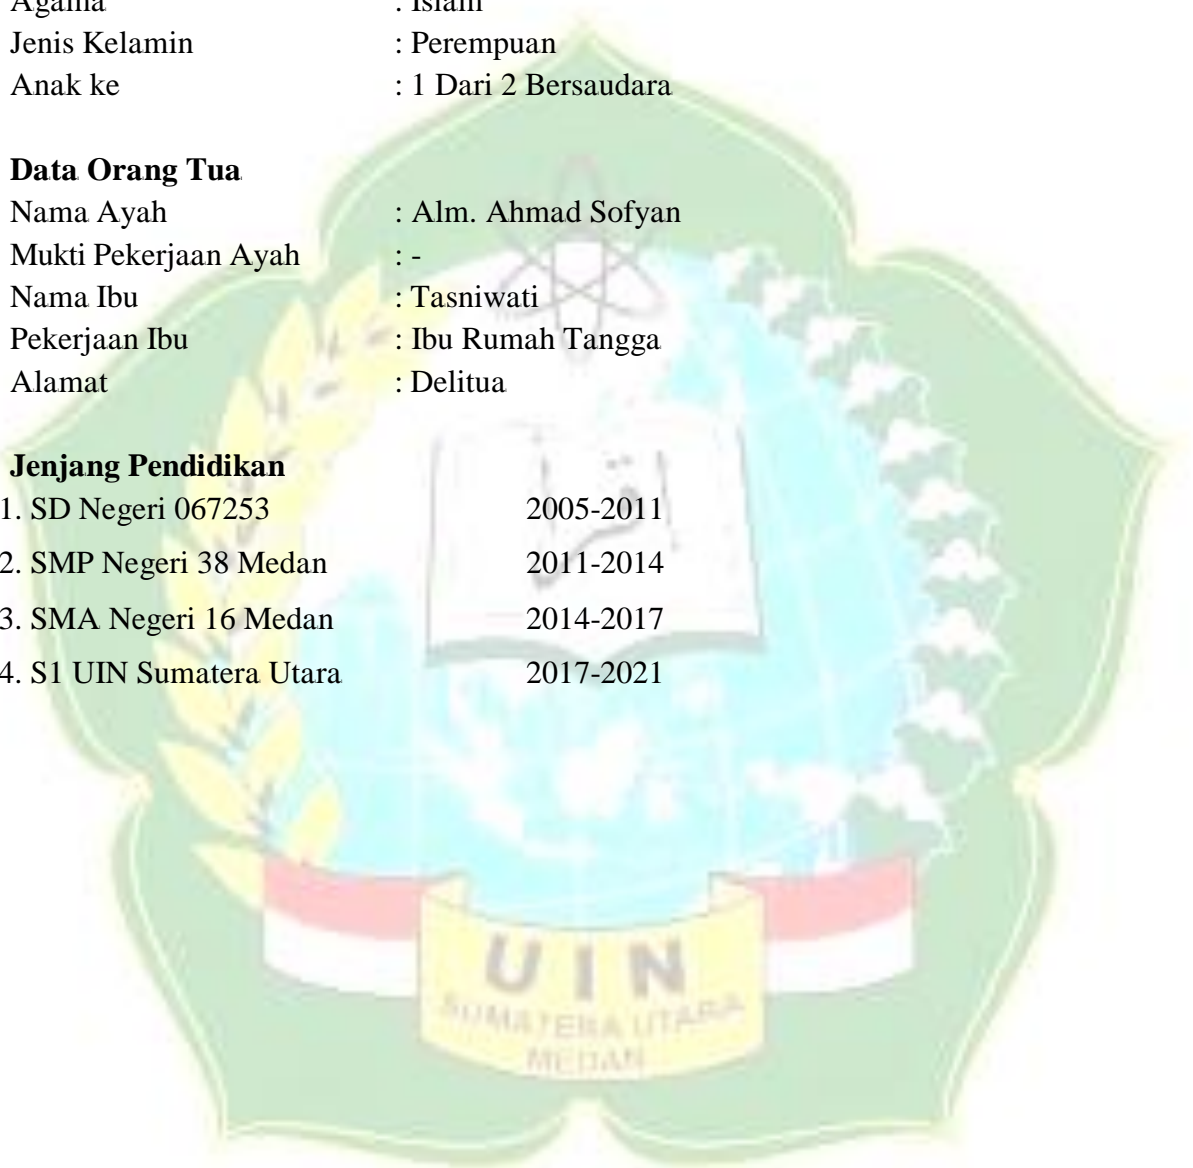 Agama : Islam
Jenis Kelamin : Perempuan
Anak ke : 1 Dari 2 Bersaudara
Data Orang Tua
Nama Ayah : Alm. Ahmad Sofyan
Mukti Pekerjaan Ayah : -
Nama Ibu : Tasniwati
Pekerjaan Ibu : Ibu Rumah Tangga
Alamat : Delitua
Jenjang Pendidikan
1. SD Negeri 067253 2005-2011
2. SMP Negeri 38 Medan 2011-2014
3. SMA Negeri 16 Medan 2014-2017
4. S1 UIN Sumatera Utara 2017-2021
اقرأ
UIN
SUMATERA UTARA
MEDAN